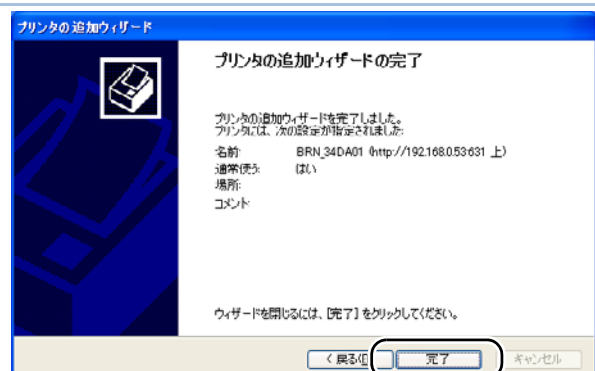 プリンタの追加ウィザード
プリンタの追加ウィザードの完了
プリンタの追加ウィザードを完了しました。
プリンタには、次の設定が指定されました:
名前: BRN_34DA01 (http://192.168.0.53:631 上)
通常使う: はい
場所:
コメント:
ウィザードを閉じるには、[完了] をクリックしてください。
< 戻る(B) 完了 キャンセル